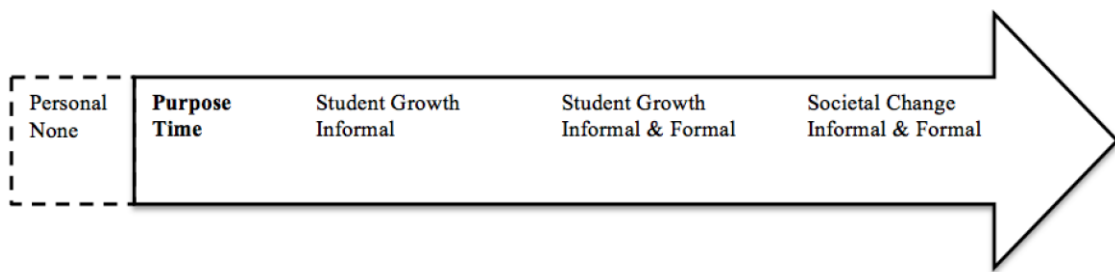 Personal Purpose Student Growth Student Growth Societal Change
None Time Informal Informal & Formal Informal & Formal